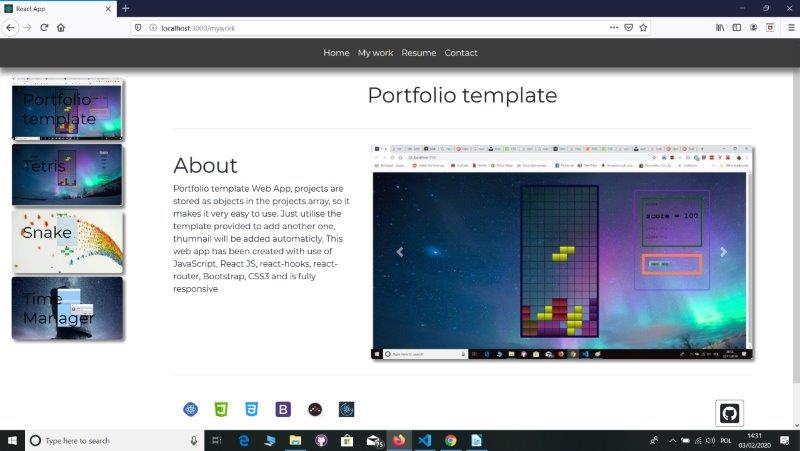 React App
localhost:3000/mywork
Home My work Resume Contact
Portfolio template
Portfolio
template
Tetris
Snake
Time
Manager
About
Portfolio template Web App, projects are
stored as objects in the projects array, so it
makes it very easy to use. Just utilise the
template provided to add another one,
thumnail will be added automaticly. This
web app has been created with use of
JavaScript, React JS, react-hooks, react-
router, Bootstrap, CSS3 and is fully
responsive
score = 100
Type here to search
Type here to search
POL
14:31
03/02/2020